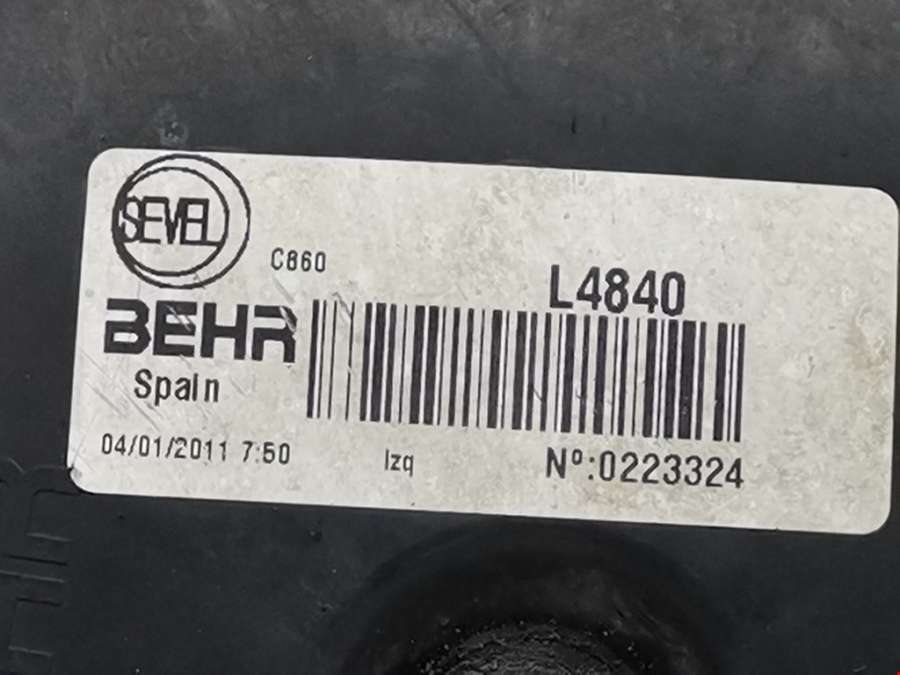 SEVEL
C860
L4840
BEHR
Spain
04/01/2011 7:50
Izq
Nº:0223324